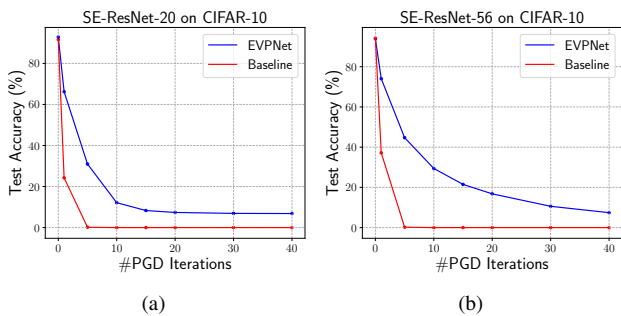 SE-ResNet-20 on CIFAR-10
EVPNet
Baseline
Test Accuracy (%)
80
60
40
20
0
0
10
20
30
40
#PGD Iterations
(a)
SE-ResNet-56 on CIFAR-10
EVPNet
Baseline
Test Accuracy (%)
80
60
40
20
0
0
10
20
30
40
#PGD Iterations
(b)